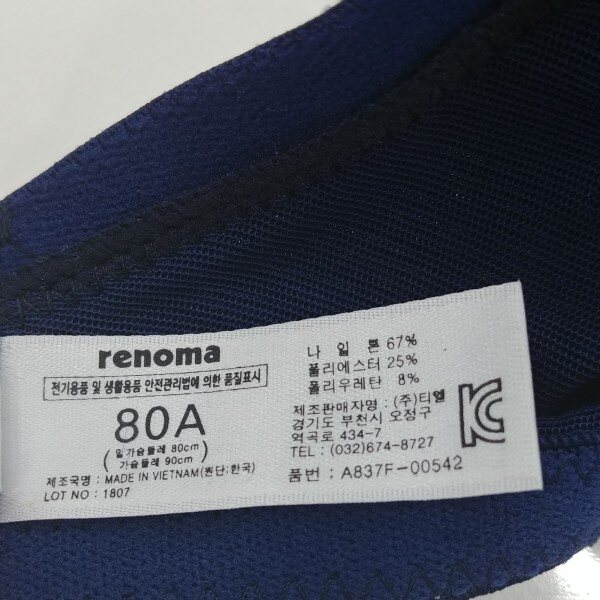 renoma
전기용품 및 생활용품 안전관리법에 의한 품질표시
80A
(밑가슴둘레 80cm
가슴둘레 90cm)
제조국명 : MADE IN VIETNAM(원단:한국)
LOT NO : 1807
나 일 론 67%
폴리에스터 25%
폴리우레탄 8%
제조판매자명 : (주)티엘
경기도 부천시 오정구
역곡로 434-7
TEL : (032)674-8727
품번 : A837F-00542